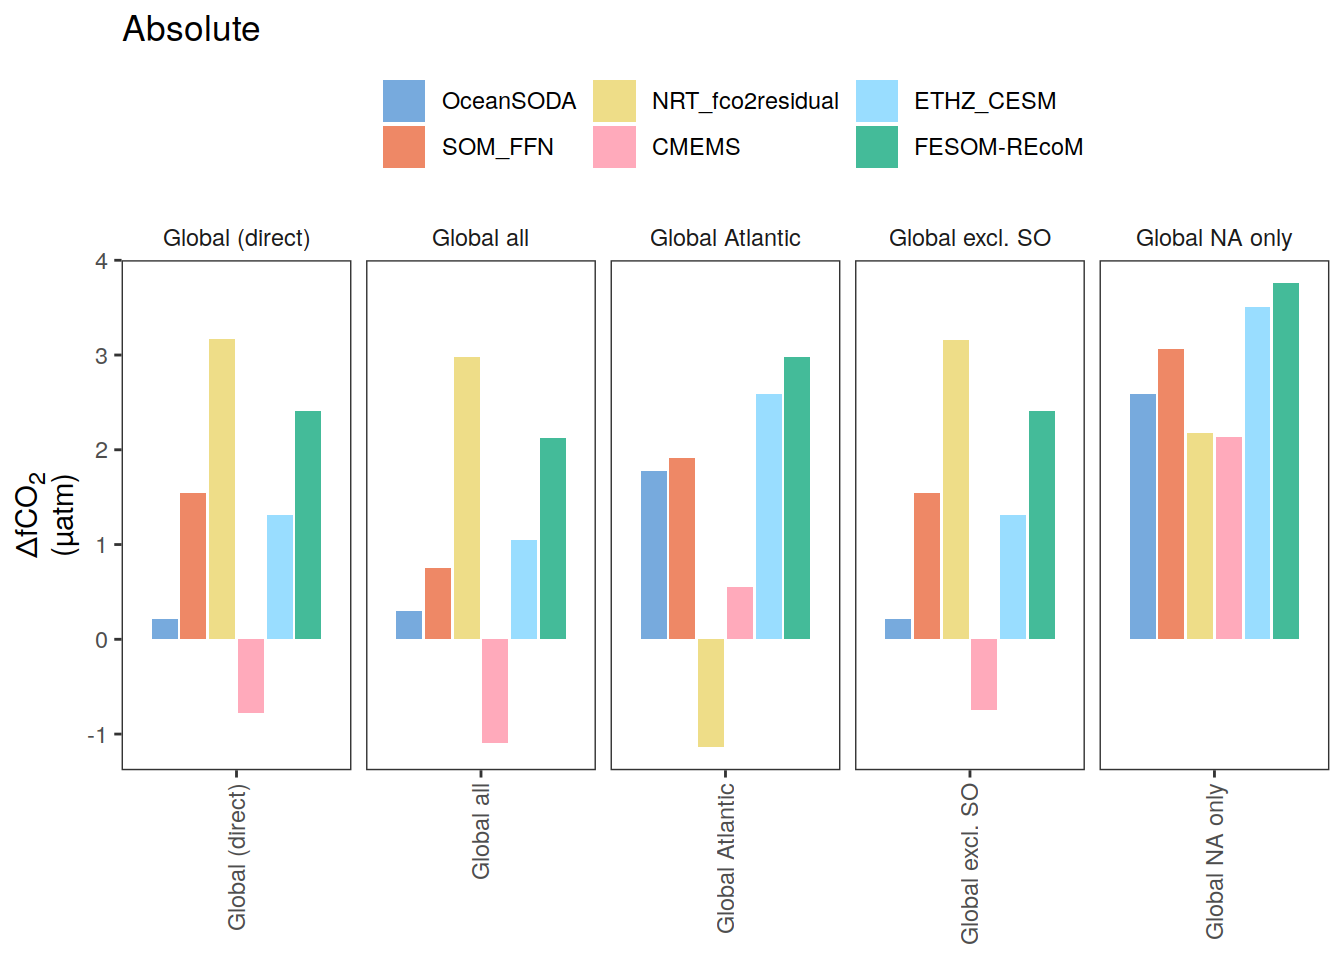 Absolute
OceanSODA
NRT_fco2residual
ETHZ_CESM
SOM_FFN
CMEMS
FESOM-REcoM
Global (direct)
Global all
Global Atlantic
Global excl. SO
Global NA only
ΔfCO₂
(µatm)
4
3
2
1
0
-1
Global (direct)
Global all
Global Atlantic
Global excl. SO
Global NA only